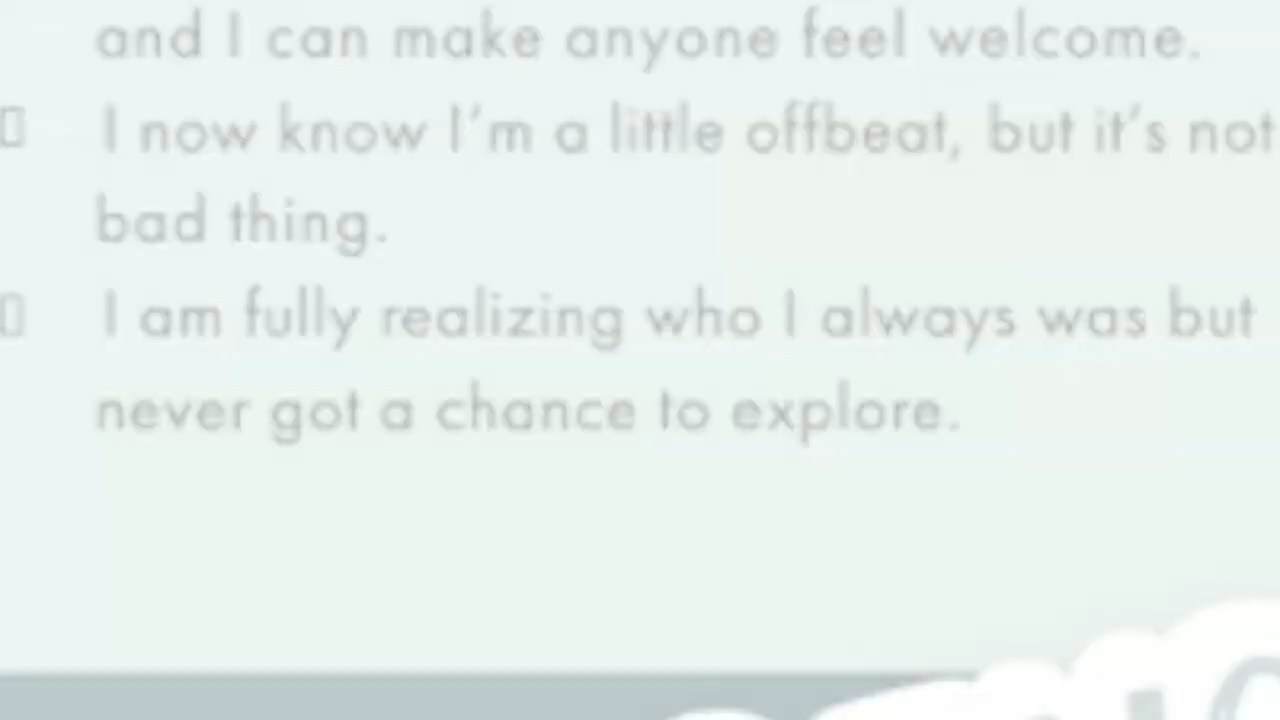 and I can make anyone feel welcome.
I now know I’m a little offbeat, but it’s not
bad thing.
I am fully realizing who I always was but
never got a chance to explore.